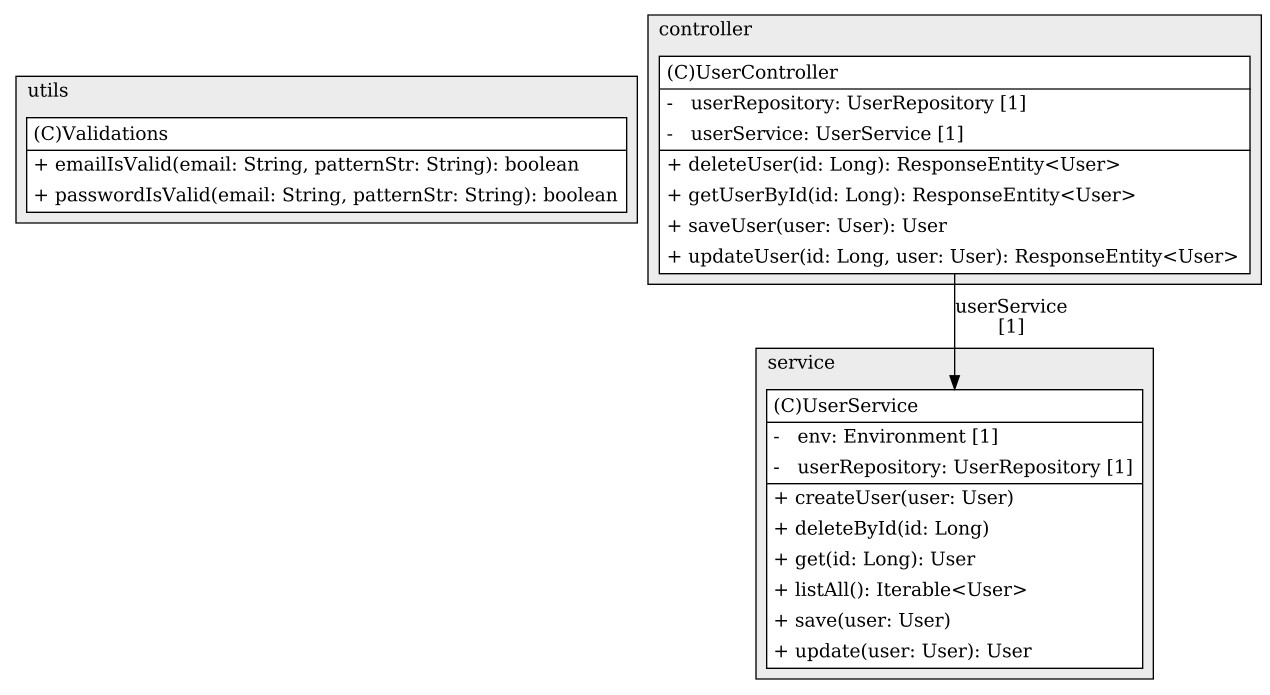 utils
(C)Validations
+ emailIsValid(email: String, patternStr: String): boolean
+ passwordIsValid(email: String, patternStr: String): boolean
controller
(C)UserController
- userRepository: UserRepository [1]
- userService: UserService [1]
+ deleteUser(id: Long): ResponseEntity<User>
+ getUserById(id: Long): ResponseEntity<User>
+ saveUser(user: User): User
+ updateUser(id: Long, user: User): ResponseEntity<User>
userService
[1]
service
(C)UserService
- env: Environment [1]
- userRepository: UserRepository [1]
+ createUser(user: User)
+ deleteById(id: Long)
+ get(id: Long): User
+ listAll(): Iterable<User>
+ save(user: User)
+ update(user: User): User